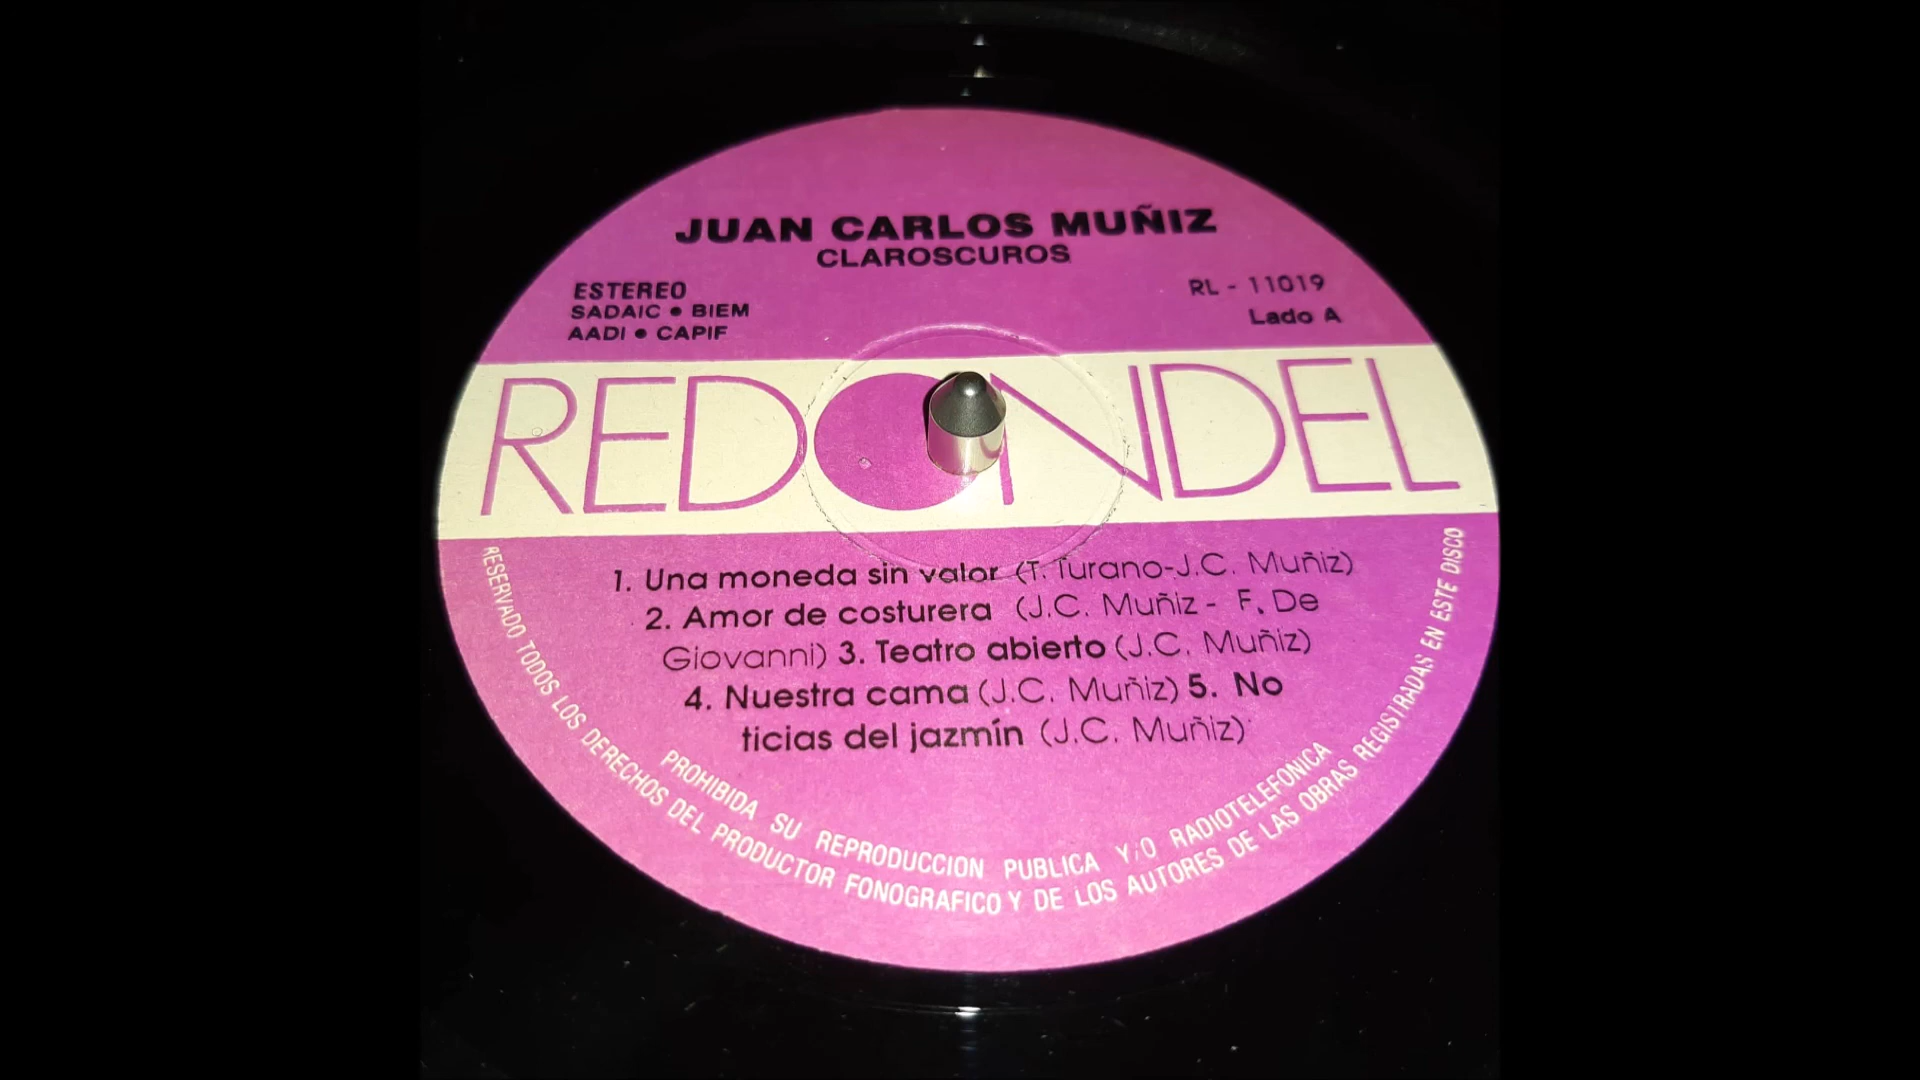 JUAN CARLOS MUÑIZ
CLAROSCUROS
ESTEREO
SADAIC • BIEM
AADI • CAPIF
RL - 11019
Lado A
REDONDEL
1. Una moneda sin valor (T. Turano-J.C. Muñiz)
2. Amor de costurera (J.C. Muñiz - F. De
Giovanni) 3. Teatro abierto (J.C. Muñiz)
4. Nuestra cama (J.C. Muñiz) 5. No
ticias del jazmín (J.C. Muñiz)
PROHIBIDA SU REPRODUCCION PUBLICA Y/O RADIOTELEFONICA
RESERVADO TODOS LOS DERECHOS DEL PRODUCTOR FONOGRAFICO Y DE LOS AUTORES DE LAS OBRAS REGISTRADAS EN ESTE DISCO